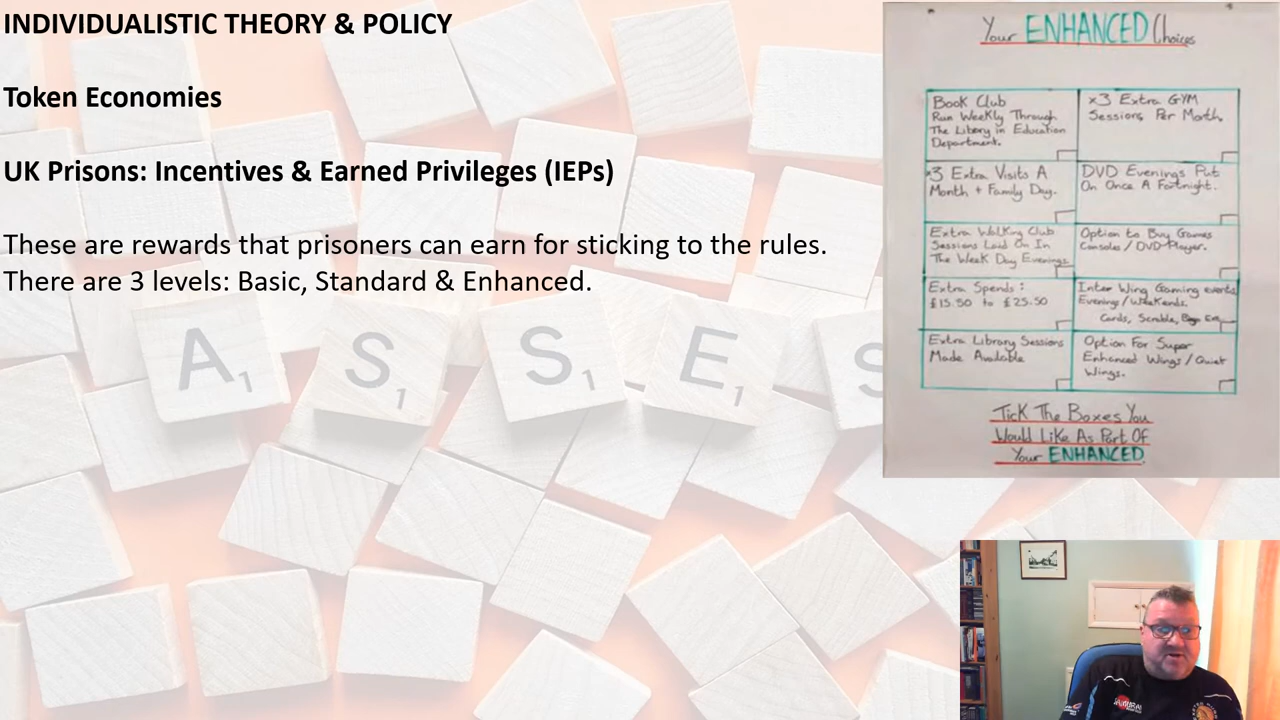 INDIVIDUALISTIC THEORY & POLICY
Token Economies
UK Prisons: Incentives & Earned Privileges (IEPs)
These are rewards that prisoners can earn for sticking to the rules.
There are 3 levels: Basic, Standard & Enhanced.
A1 S1 S1 E1 S
Your ENHANCED Choices
Book Club
Run Weekly Through
The Library in Education
Department.
x3 Extra GYM
Sessions Per Month.
x3 Extra Visits A
Month + Family Day.
DVD Evenings Put
On Once A Fortnight.
Extra Walking Club
Sessions Laid On In
The Week Day Evenings
Option to Buy Games
Consoles / DVD-Player.
Extra Spends:
£15.50 to £25.50
Inter Wing Gaming events
Evenings/Weekends.
Cards, Scrabble,
Extra Library Sessions
Made Available
Option For Super
Enhanced Wings / Quiet
Wings.
Tick The Boxes You
Would Like As Part Of
Your ENHANCED.